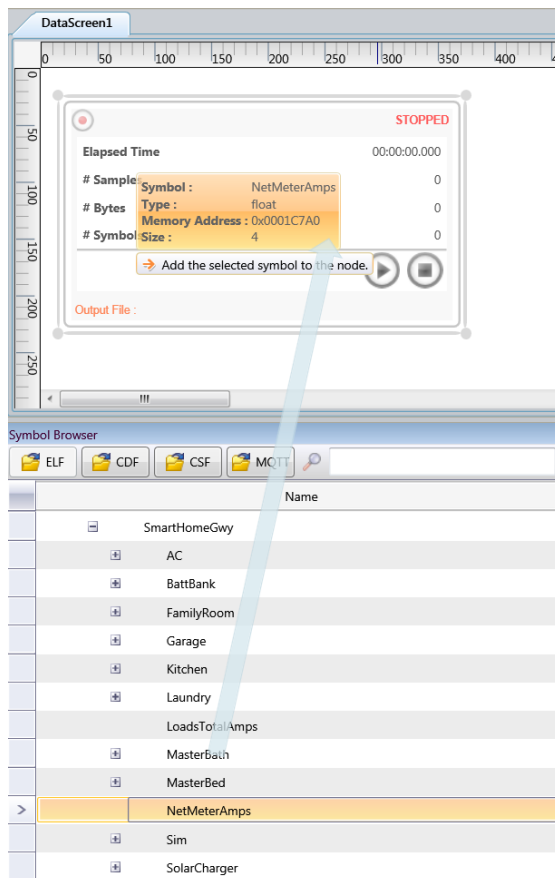 DataScreen1
0 50 100 150 200 250 300 350 400
0
50
100
150
200
250
STOPPED
Elapsed Time 00:00:00.000
# Samples 0
# Bytes 0
# Symbols 0
Symbol : NetMeterAmps
Type : float
Memory Address : 0x0001C7A0
Size : 4
Add the selected symbol to the node.
Output File :
Symbol Browser
ELF CDF CSF MQTT
Name
SmartHomeGwy
AC
BattBank
FamilyRoom
Garage
Kitchen
Laundry
LoadsTotalAmps
MasterBath
MasterBed
NetMeterAmps
Sim
SolarCharger